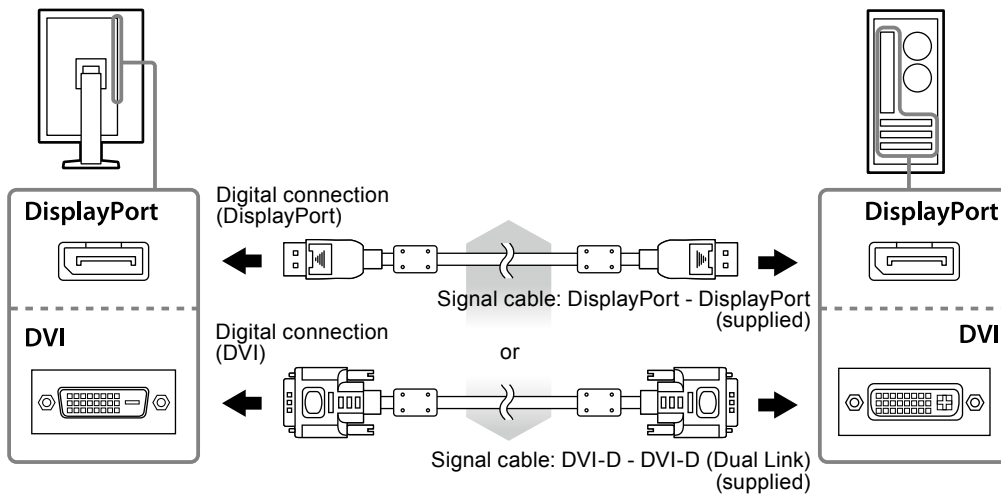 DisplayPort
Digital connection
(DisplayPort)
DisplayPort
Signal cable: DisplayPort - DisplayPort
(supplied)
DVI
Digital connection
(DVI)
or
DVI
Signal cable: DVI-D - DVI-D (Dual Link)
(supplied)